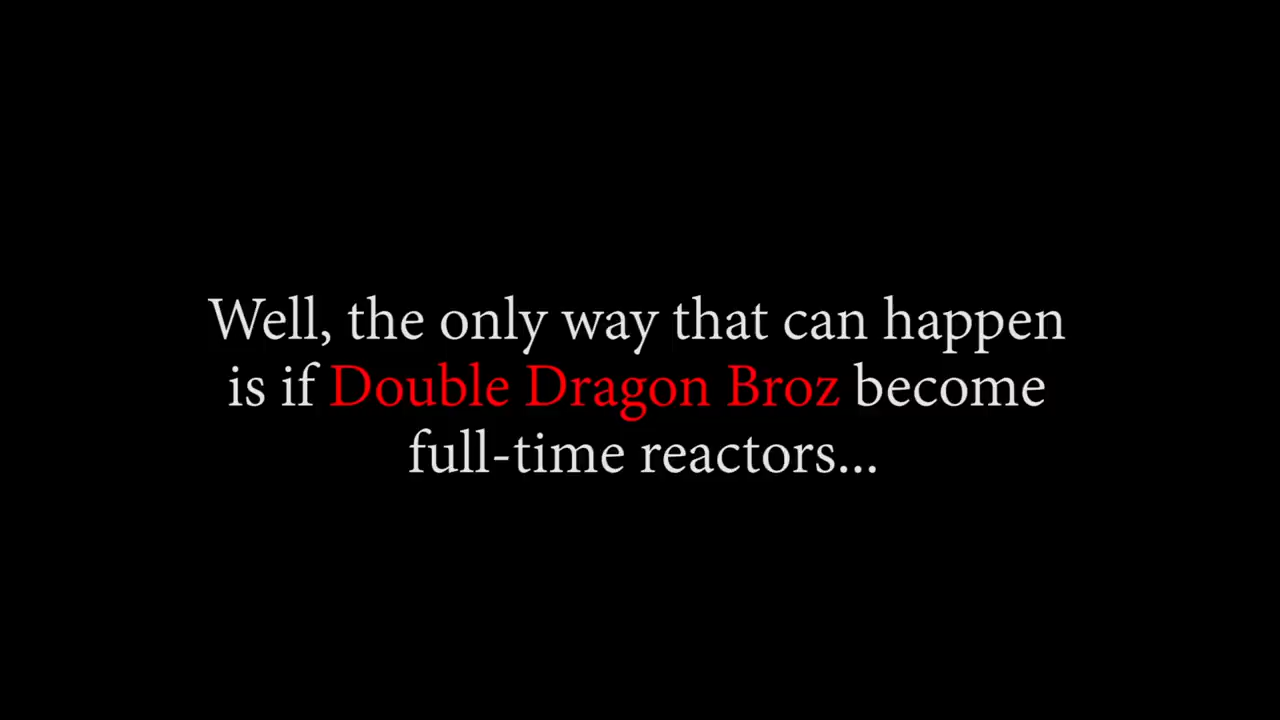 Well, the only way that can happen
is if Double Dragon Broz become
full-time reactors...